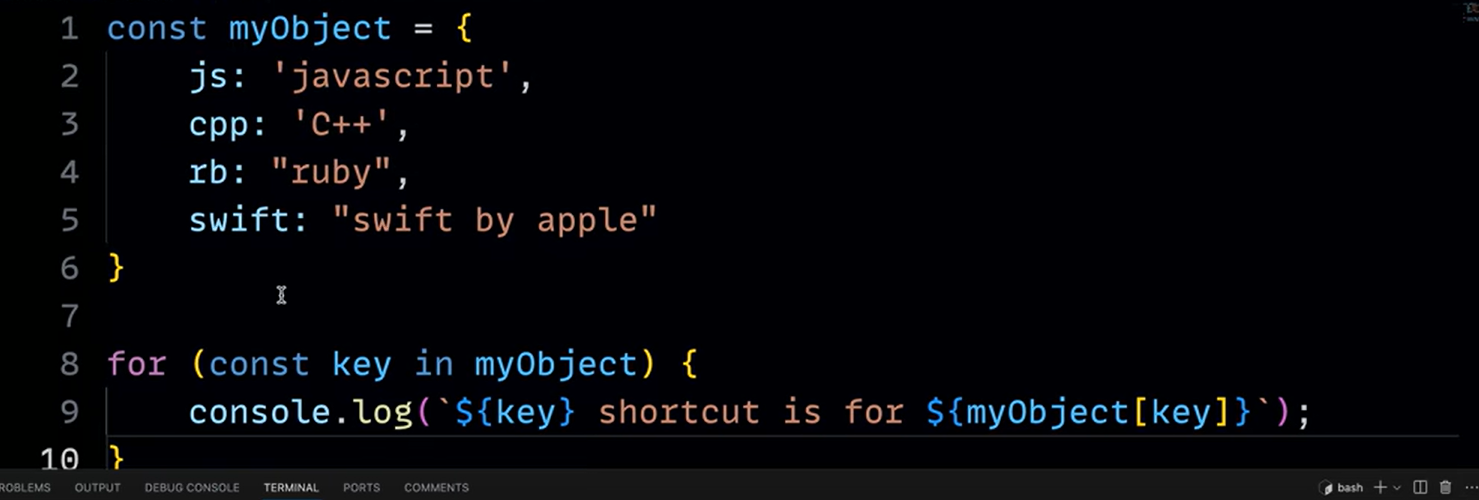 1 const myObject = {
2     js: 'javascript',
3     cpp: 'C++',
4     rb: "ruby",
5     swift: "swift by apple"
6 }
7
8 for (const key in myObject) {
9     console.log(`${key} shortcut is for ${myObject[key]}`);
10 }
ROBLEMS OUTPUT DEBUG CONSOLE TERMINAL PORTS COMMENTS bash